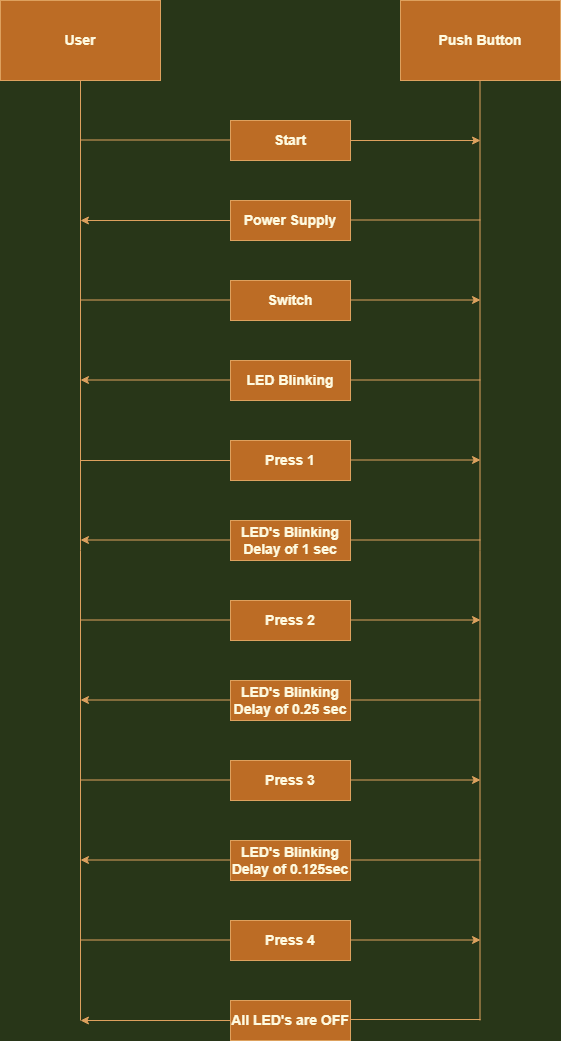 User
Push Button
Start
Power Supply
Switch
LED Blinking
Press 1
LED's Blinking
Delay of 1 sec
Press 2
LED's Blinking
Delay of 0.25 sec
Press 3
LED's Blinking
Delay of 0.125sec
Press 4
All LED's are OFF